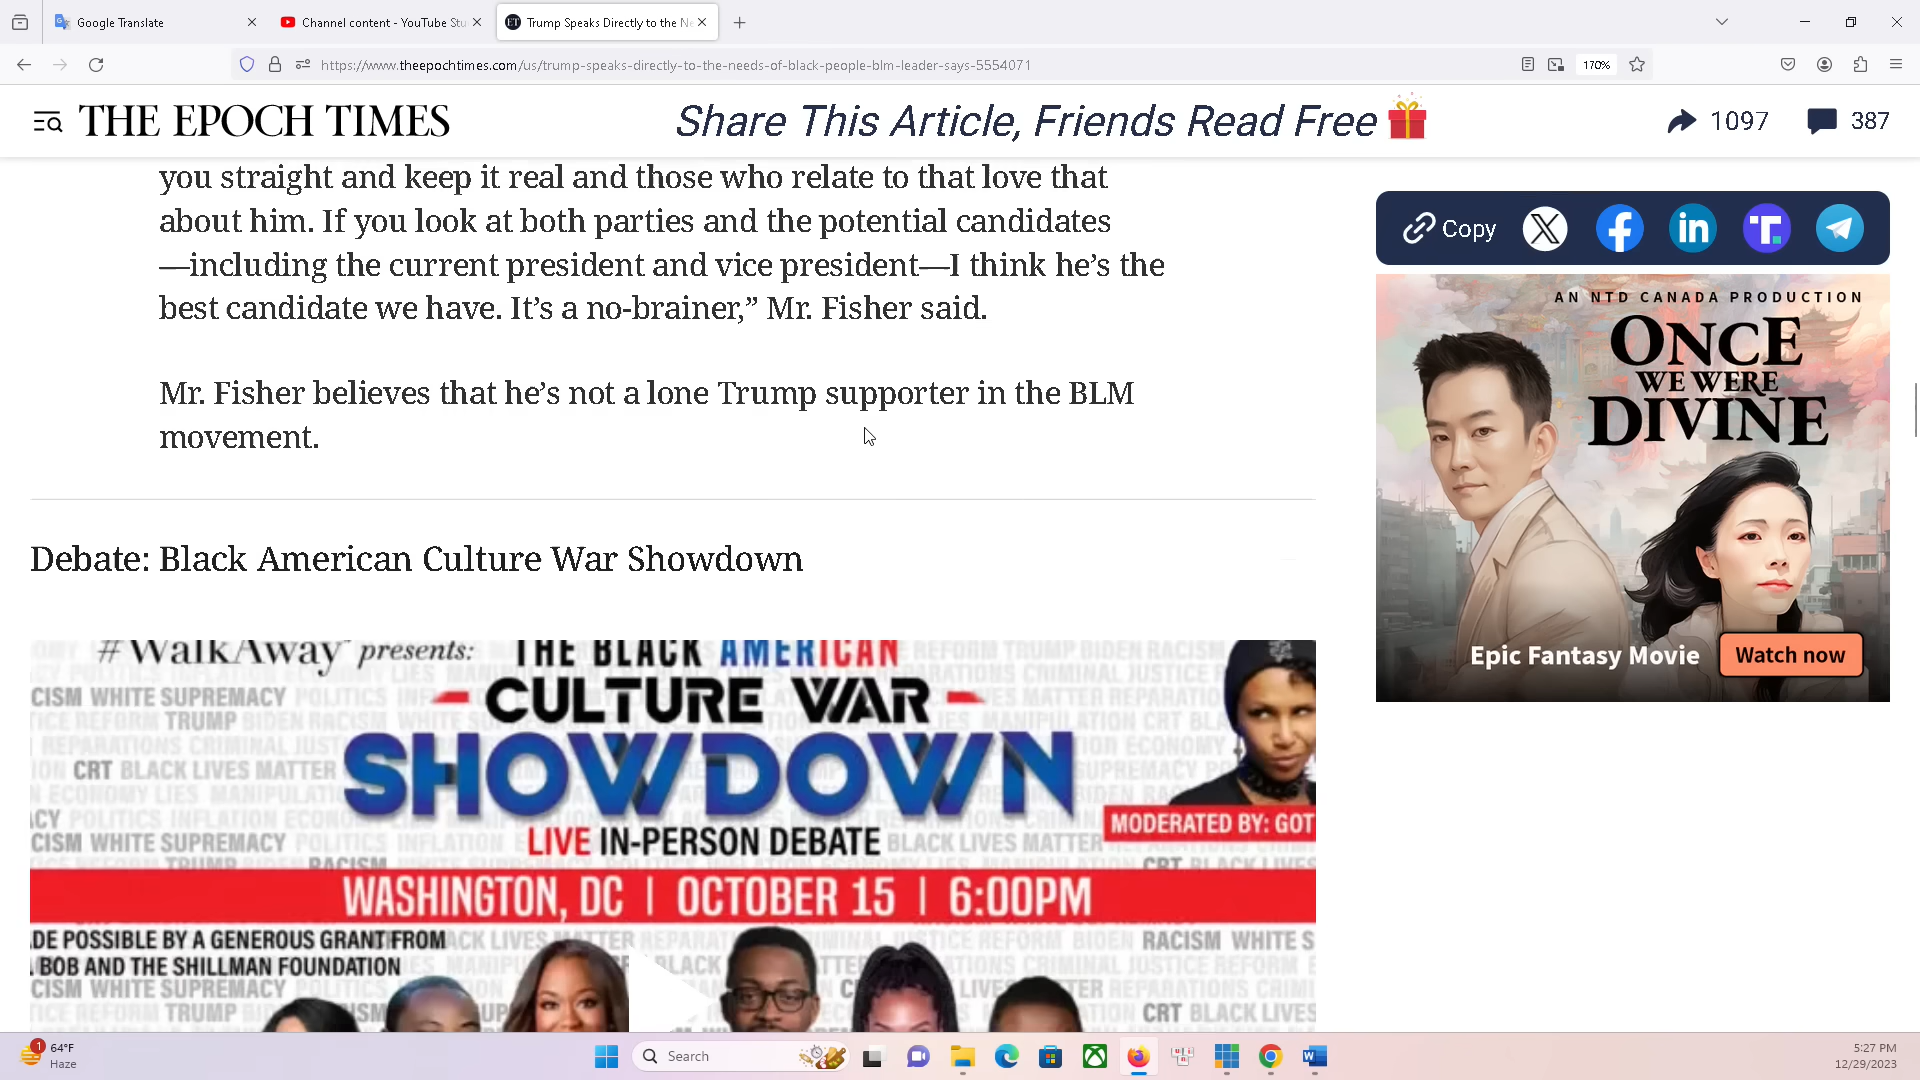 Google Translate
Channel content - YouTube Stu
Trump Speaks Directly to the Ne
https://www.theepochtimes.com/us/trump-speaks-directly-to-the-needs-of-black-people-blm-leader-says-5554071
170%
THE EPOCH TIMES
Share This Article, Friends Read Free
1097
387
you straight and keep it real and those who relate to that love that
about him. If you look at both parties and the potential candidates
—including the current president and vice president—I think he’s the
best candidate we have. It’s a no-brainer,” Mr. Fisher said.
Mr. Fisher believes that he’s not a lone Trump supporter in the BLM
movement.
Copy
AN NTD CANADA PRODUCTION
ONCE
WE WERE
DIVINE
Epic Fantasy Movie
Watch now
Debate: Black American Culture War Showdown
#WalkAway presents:
THE BLACK AMERICAN
CULTURE WAR
SHOWDOWN
LIVE IN-PERSON DEBATE
MODERATED BY: GOT
WASHINGTON, DC | OCTOBER 15 | 6:00PM
DE POSSIBLE BY A GENEROUS GRANT FROM
BOB AND THE SHILLMAN FOUNDATION
1
64°F
Haze
Search
5:27 PM
12/29/2023